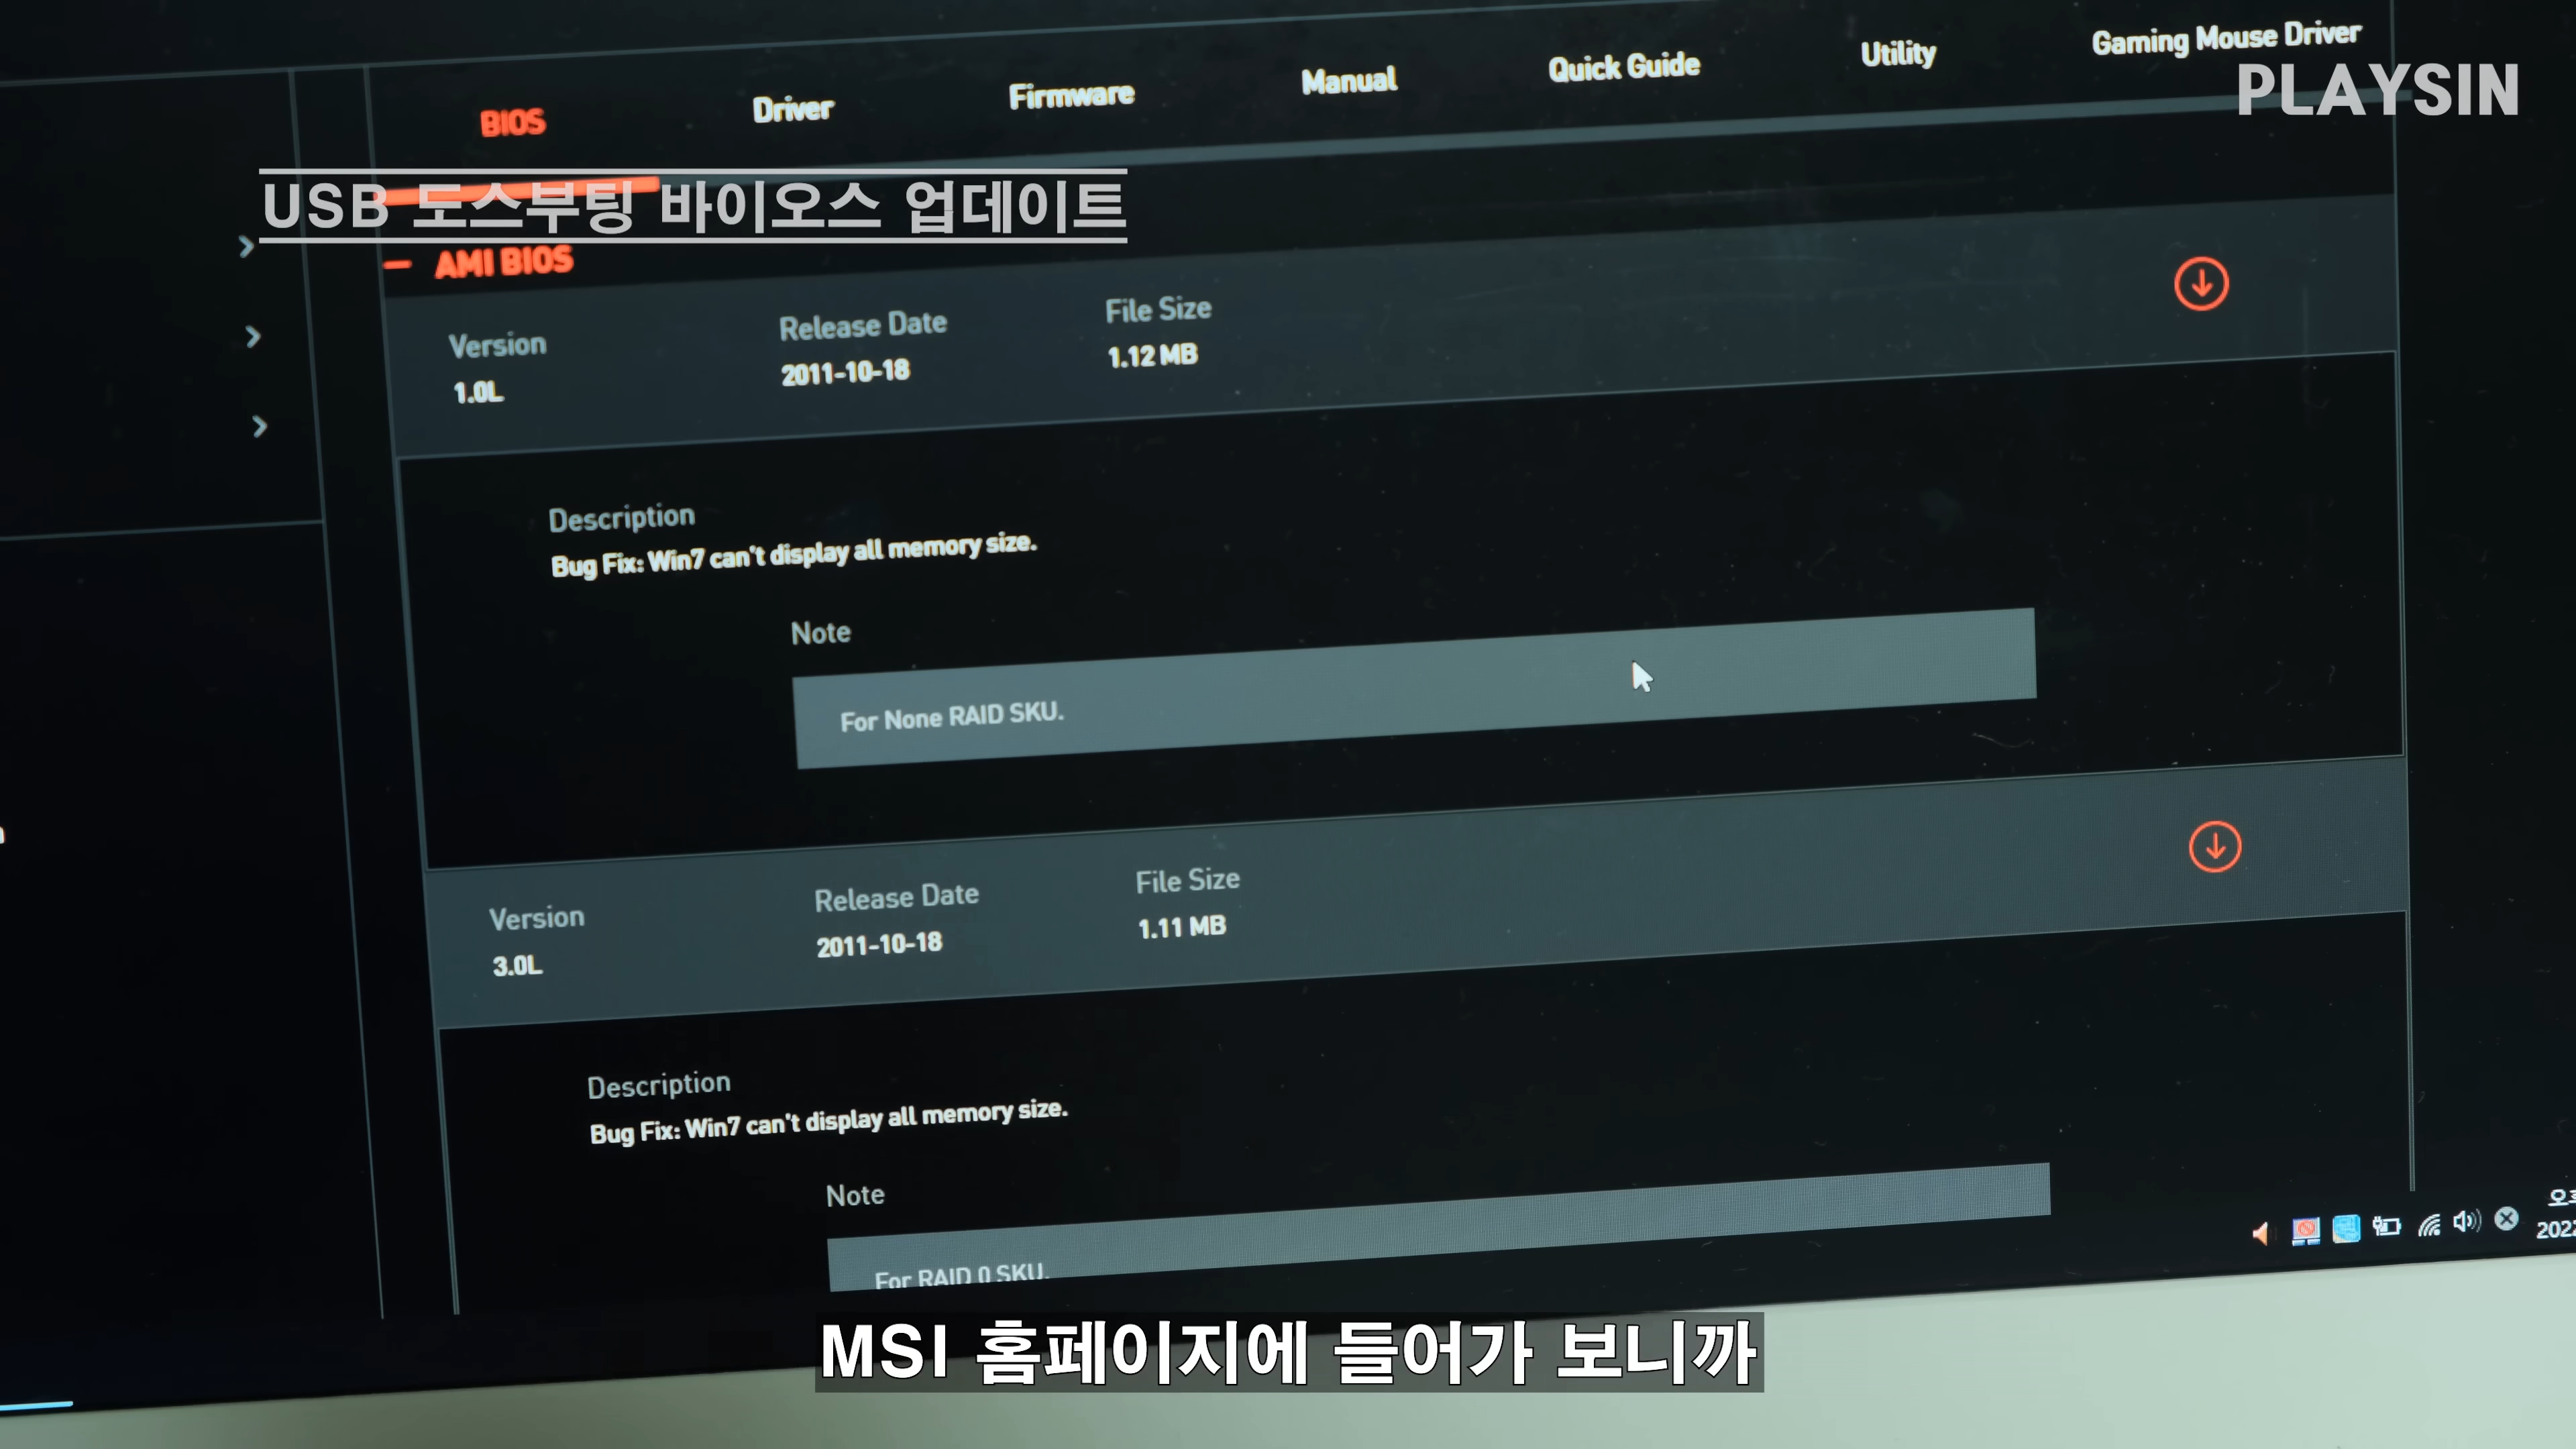 BIOS Driver Firmware Manual Quick Guide Utility Gaming Mouse Driver
PLAYSIN
USB 도스부팅 바이오스 업데이트
AMI BIOS
Version Release Date File Size
1.0L 2011-10-18 1.12 MB
Description
Bug Fix: Win7 can't display all memory size.
Note
For None RAID SKU.
Version Release Date File Size
3.0L 2011-10-18 1.11 MB
Description
Bug Fix: Win7 can't display all memory size.
Note
For RAID 0 SKU.
MSI 홈페이지에 들어가 보니까